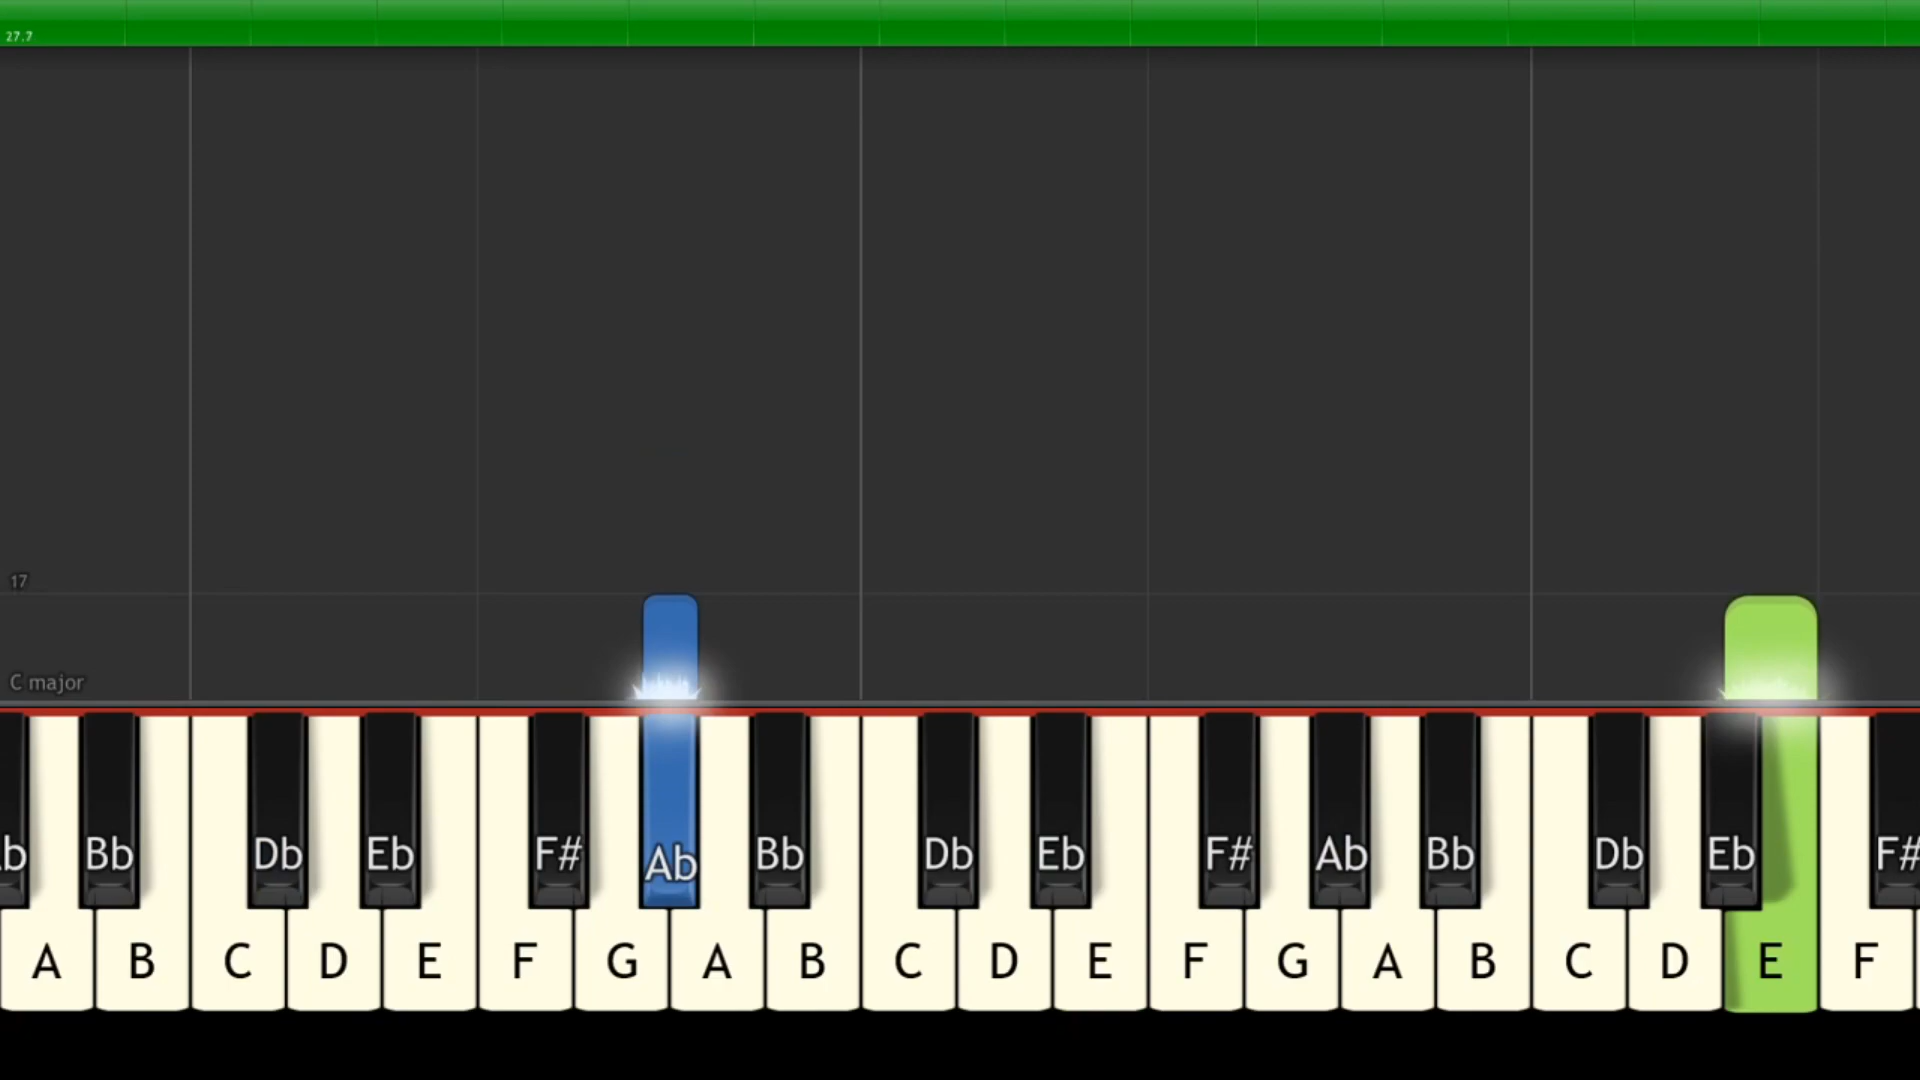 27.7
17
C major
b Bb Db Eb F# Ab Bb Db Eb F# Ab Bb Db Eb F#
A B C D E F G A B C D E F G A B C D E F